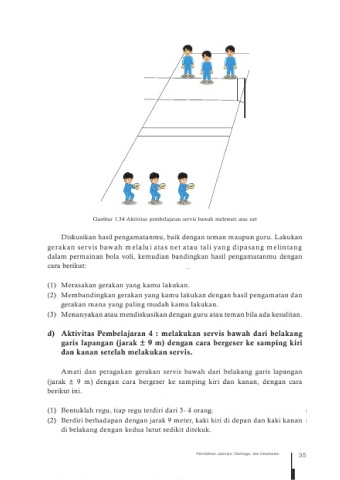 Gambar 1.34 Aktivitas pembelajaran servis bawah melewati atas net
Diskusikan hasil pengamatanmu, baik dengan teman maupun guru. Lakukan
gerakan servis bawah melalui atas net atau tali yang dipasang melintang
dalam permainan bola voli, kemudian bandingkan hasil pengamatanmu dengan
cara berikut:
(1) Merasakan gerakan yang kamu lakukan.
(2) Membandingkan gerakan yang kamu lakukan dengan hasil pengamatan dan
gerakan mana yang paling mudah kamu lakukan.
(3) Menanyakan atau mendiskusikan dengan guru atau teman bila ada kesulitan.
d) Aktivitas Pembelajaran 4 : melakukan servis bawah dari belakang
garis lapangan (jarak ± 9 m) dengan cara bergeser ke samping kiri
dan kanan setelah melakukan servis.
Amati dan peragakan gerakan servis bawah dari belakang garis lapangan
(jarak ± 9 m) dengan cara bergeser ke samping kiri dan kanan, dengan cara
berikut ini.
(1) Bentuklah regu, tiap regu terdiri dari 3- 4 orang.
(2) Berdiri berhadapan dengan jarak 9 meter, kaki kiri di depan dan kaki kanan
di belakang dengan kedua lutut sedikit ditekuk.
Pendidikan Jasmani, Olahraga, dan Kesehatan
35